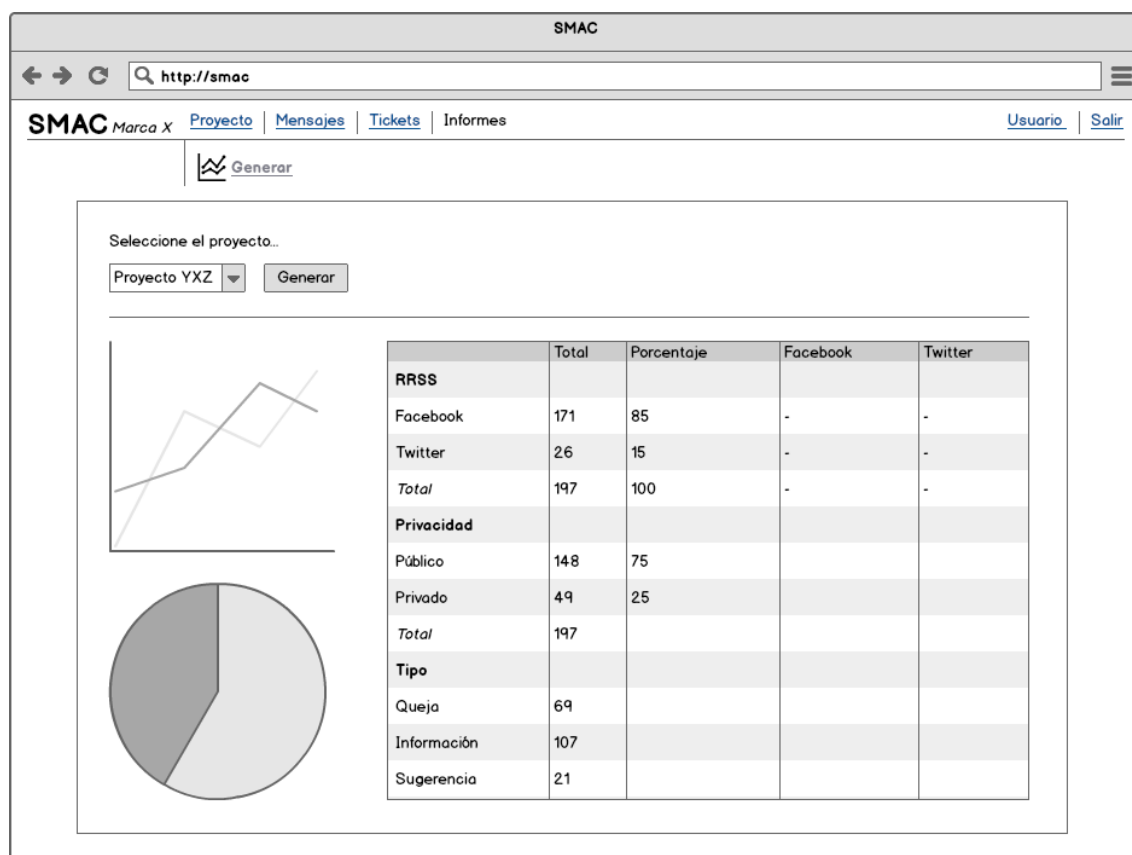 SMAC
http://smac
SMAC Marca X Proyecto Mensajes Tickets Informes Usuario Salir
Generar
Seleccione el proyecto...
Proyecto YXZ Generar
Total Porcentaje Facebook Twitter
RRSS
Facebook 171 85 - -
Twitter 26 15 - -
Total 197 100 - -
Privacidad
Público 148 75
Privado 49 25
Total 197
Tipo
Queja 69
Información 107
Sugerencia 21